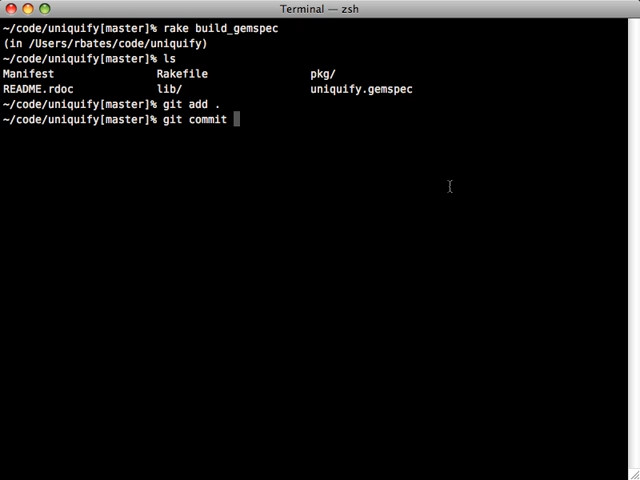 Terminal — zsh
~/code/uniquify[master]% rake build_gemspec
(in /Users/rbates/code/uniquify)
~/code/uniquify[master]% ls
Manifest Rakefile pkg/
README.rdoc lib/ uniquify.gemspec
~/code/uniquify[master]% git add .
~/code/uniquify[master]% git commit